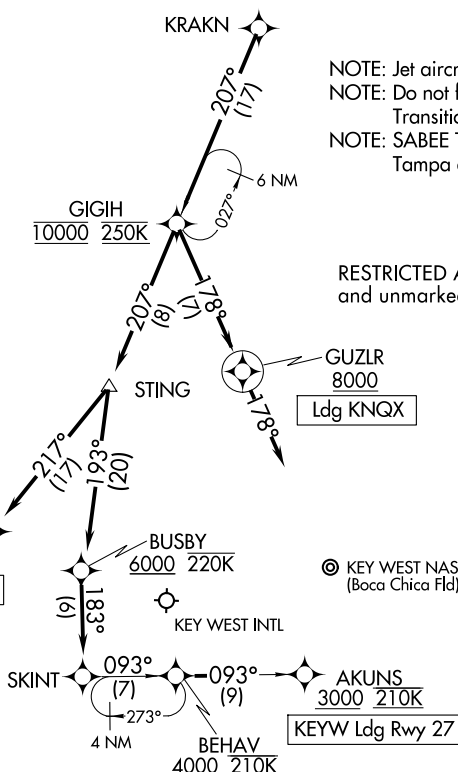 KRAKN
207°
(17)
NOTE: Jet aircr
NOTE: Do not f
Transitio
NOTE: SABEE T
Tampa
6 NM
027°
GIGIH
10000 250K
207°
(8)
178°
(7)
RESTRICTED A
and unmarke
GUZLR
8000
Ldg KNQX
178°
STING
217°
(17)
193°
(20)
BUSBY
6000 220K
KEY WEST NAS
(Boca Chica Fld)
183°
(6)
KEY WEST INTL
SKINT
093°
(7)
093°
(9)
AKUNS
3000 210K
KEYW Ldg Rwy 27
273°
4 NM
BEHAV
4000 210K